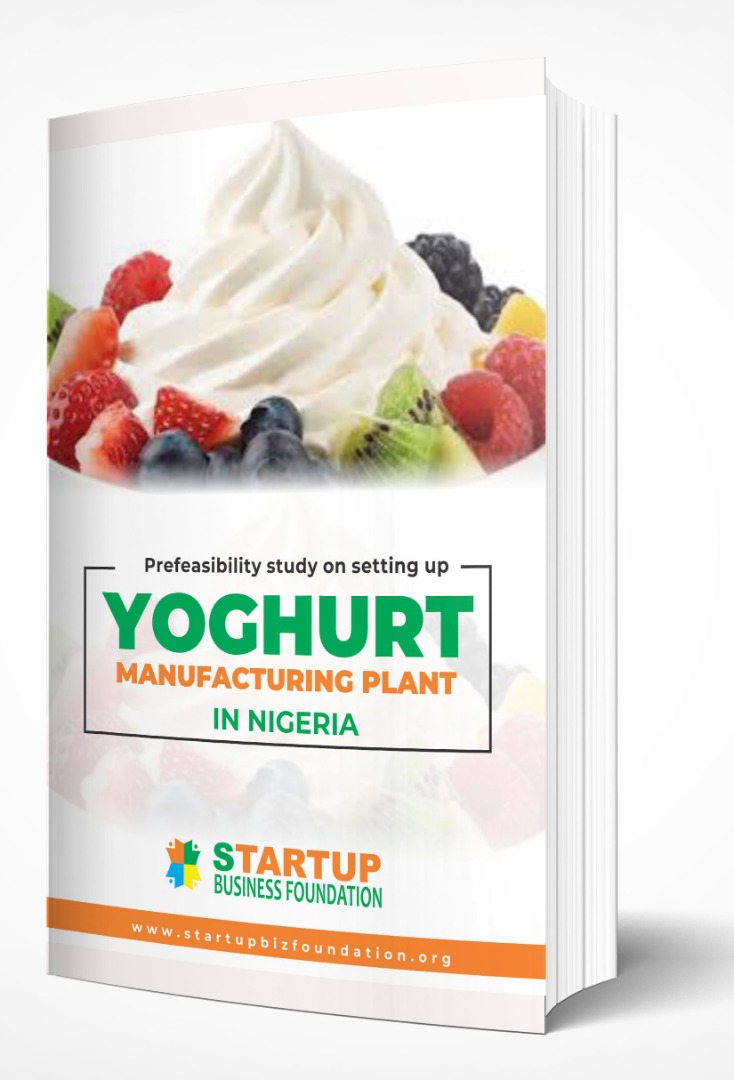 Prefeasibility study on setting up
YOGHURT
MANUFACTURING PLANT
IN NIGERIA
STARTUP
BUSINESS FOUNDATION
www.startupbizfoundation.org